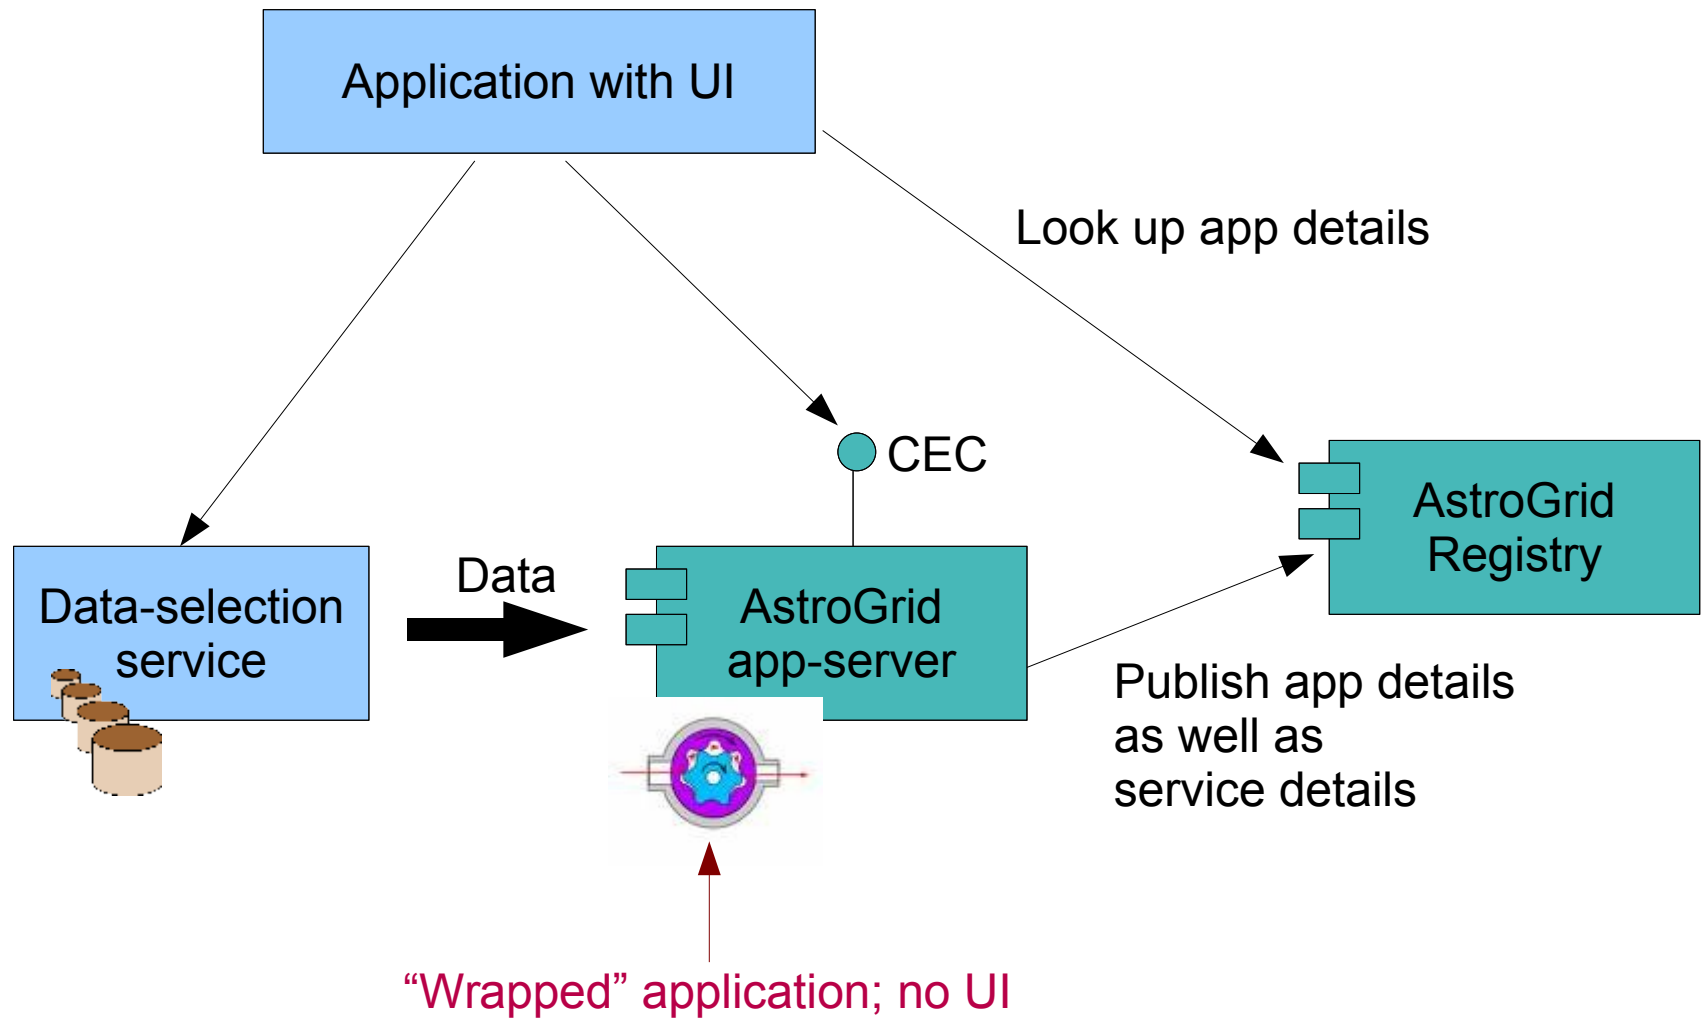 Application with UI
Look up app details
CEC
AstroGrid
Registry
Data
Data-selection
service
AstroGrid
app-server
Publish app details
as well as
service details
“Wrapped” application; no UI